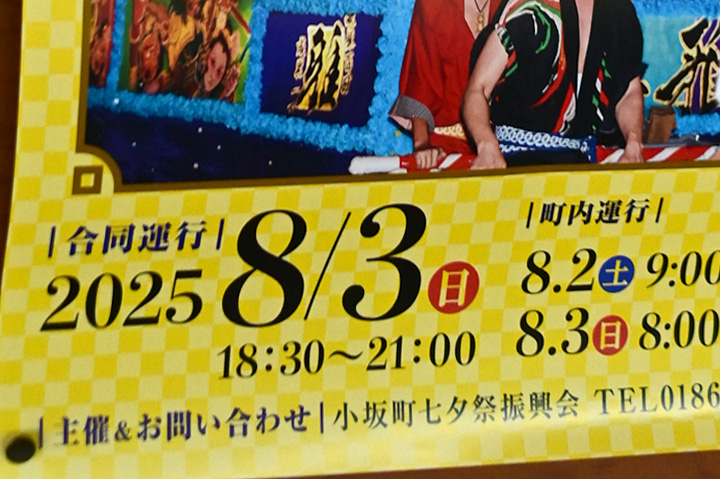 雅
雅
|合同運行|
2025 8/3日
18:30～21:00
|町内運行|
8.2土 9:00
8.3日 8:00
|主催&お問い合わせ|小坂町七夕祭振興会 TEL0186